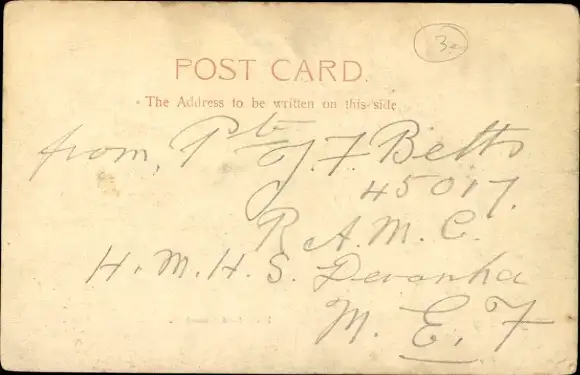 3-
POST CARD.
The Address to be written on this side
from, Pte J. F. Betts
45017.
R. A. M. C.
H. M. H. S. Devanha
M. E. F